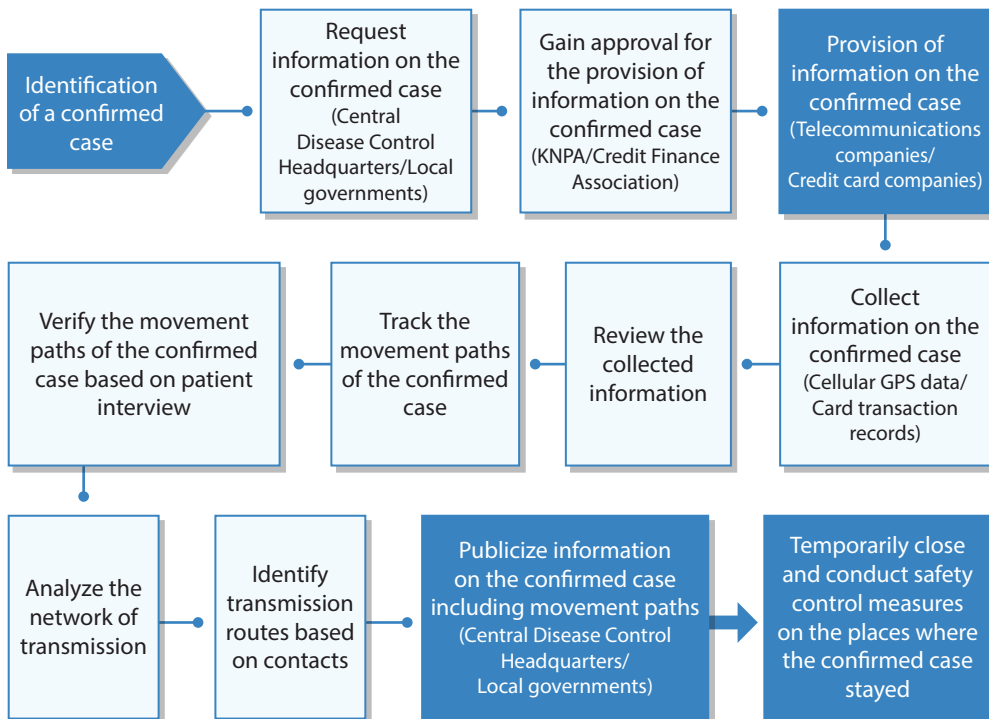 Identification
of a confirmed
case
Request
information on the
confirmed case
(Central
Disease Control
Headquarters/Local
governments)
Gain approval for
the provision of
information on the
confirmed case
(KNPA/Credit Finance
Association)
Provision of
information on the
confirmed case
(Telecommunications
companies/
Credit card companies)
Collect
information on the
confirmed case
(Cellular GPS data/
Card transaction
records)
Review the
collected
information
Track the
movement paths
of the confirmed
case
Verify the movement
paths of the confirmed
case based on patient
interview
Analyze the
network of
transmission
Identify
transmission
routes based
on contacts
Publicize information
on the confirmed case
including movement paths
(Central Disease Control
Headquarters/
Local governments)
Temporarily close
and conduct safety
control measures
on the places where
the confirmed case
stayed